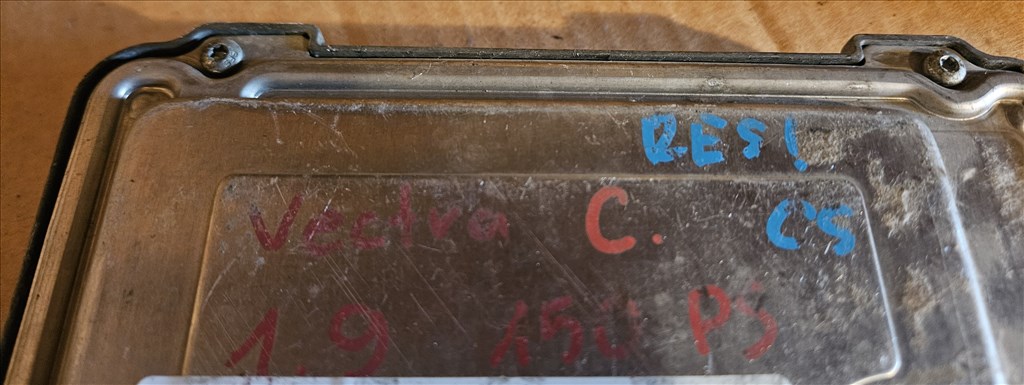 RES!
Vectra C. CS
1.9 150 PS